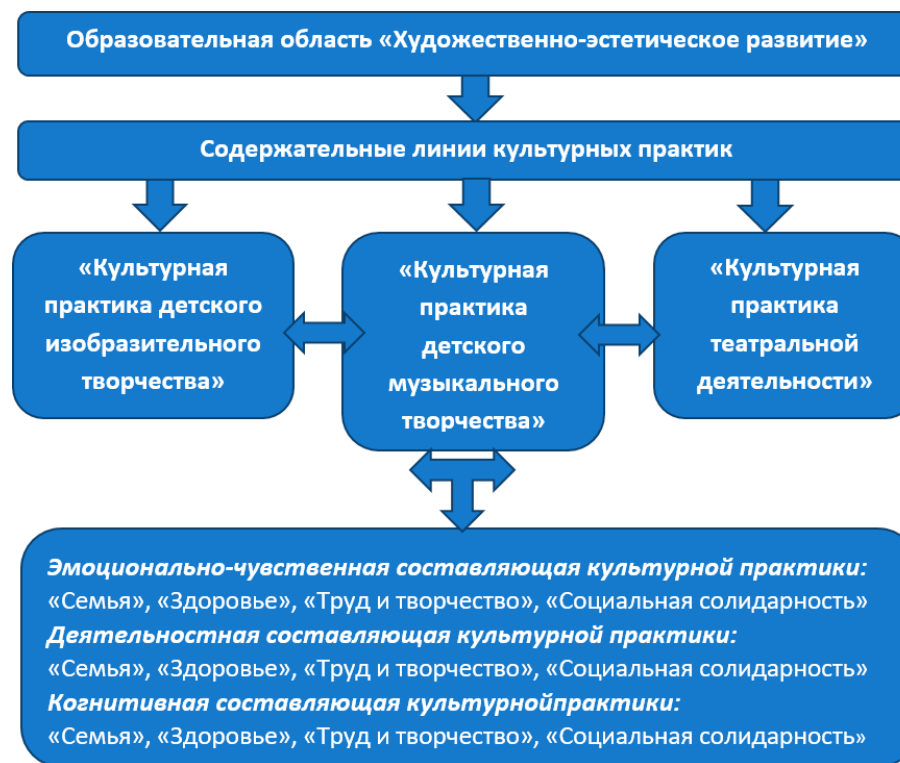 Образовательная область «Художественно-эстетическое развитие»
Содержательные линии культурных практик
«Культурная
практика детского
изобразительного
творчества»
«Культурная
практика
детского
музыкального
творчества»
«Культурная
практика
театральной
деятельности»
Эмоционально-чувственная составляющая культурной практики:
«Семья», «Здоровье», «Труд и творчество», «Социальная солидарность»
Деятельностная составляющая культурной практики:
«Семья», «Здоровье», «Труд и творчество», «Социальная солидарность»
Когнитивная составляющая культурнойпрактики:
«Семья», «Здоровье», «Труд и творчество», «Социальная солидарность»